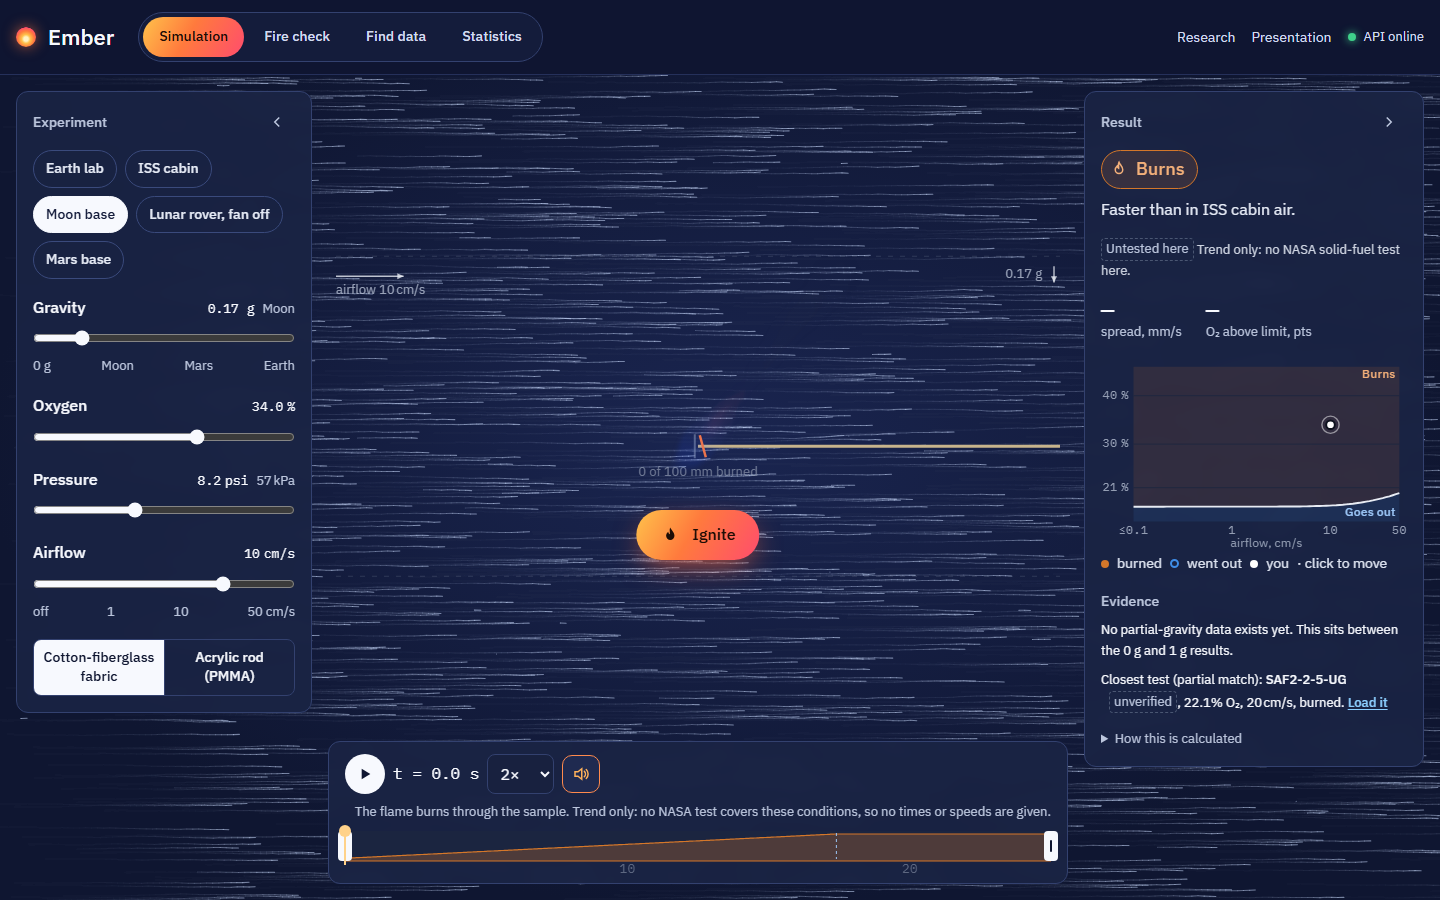 Ember
Simulation
Fire check
Find data
Statistics
Research
Presentation
API online
Experiment
Earth lab
ISS cabin
Moon base
Lunar rover, fan off
Mars base
Gravity
0.17 g Moon
0 g
Moon
Mars
Earth
Oxygen
34.0 %
Pressure
8.2 psi 57 kPa
Airflow
10 cm/s
off
1
10
50 cm/s
Cotton-fiberglass
fabric
Acrylic rod
(PMMA)
airflow 10 cm/s
0.17 g
0 of 100 mm burned
Ignite
t = 0.0 s
2×
The flame burns through the sample. Trend only: no NASA test covers these conditions, so no times or speeds are given.
10
20
Result
Burns
Faster than in ISS cabin air.
Untested here Trend only: no NASA solid-fuel test
here.
—
spread, mm/s
—
O₂ above limit, pts
Burns
40 %
30 %
21 %
Goes out
≤0.1
1
10
50
airflow, cm/s
burned
went out
you
· click to move
Evidence
No partial-gravity data exists yet. This sits between
the 0 g and 1 g results.
Closest test (partial match): SAF2-2-5-UG
unverified, 22.1% O₂, 20 cm/s, burned. Load it
How this is calculated